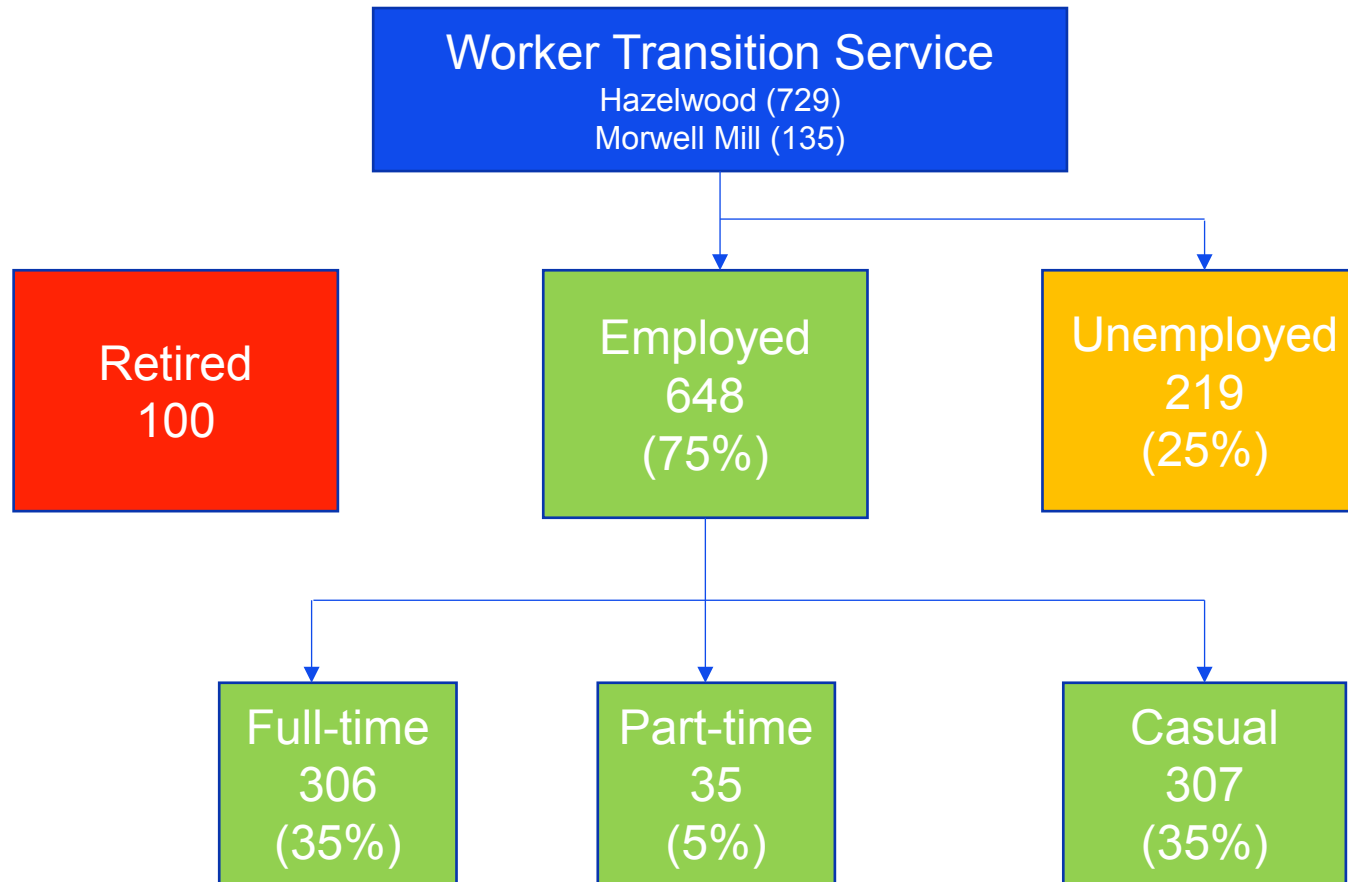 Worker Transition Service
Hazelwood (729)
Morwell Mill (135)
Retired
100
Employed
648
(75%)
Unemployed
219
(25%)
Full-time
306
(35%)
Part-time
35
(5%)
Casual
307
(35%)